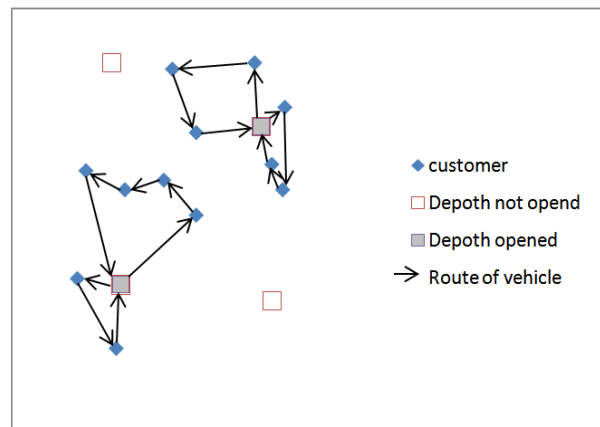 customer
Depoth not opend
Depoth opened
Route of vehicle